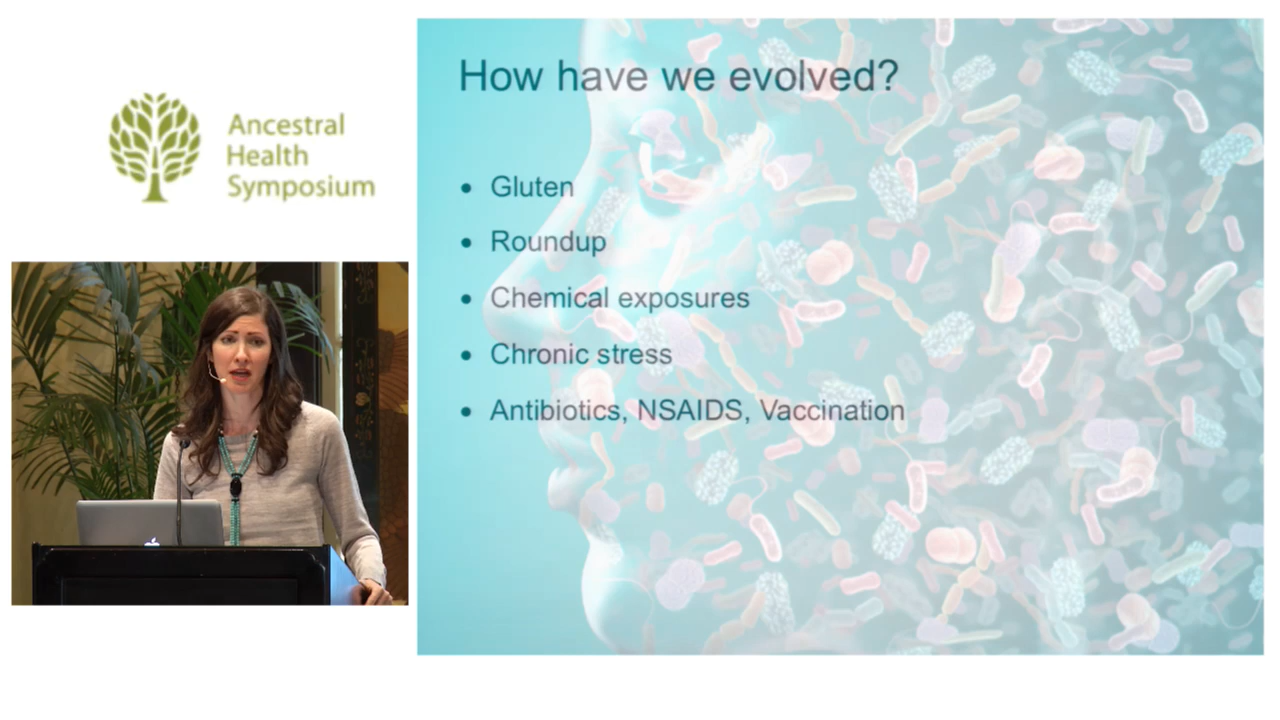 Ancestral
Health
Symposium
How have we evolved?
• Gluten
• Roundup
• Chemical exposures
• Chronic stress
• Antibiotics, NSAIDS, Vaccination